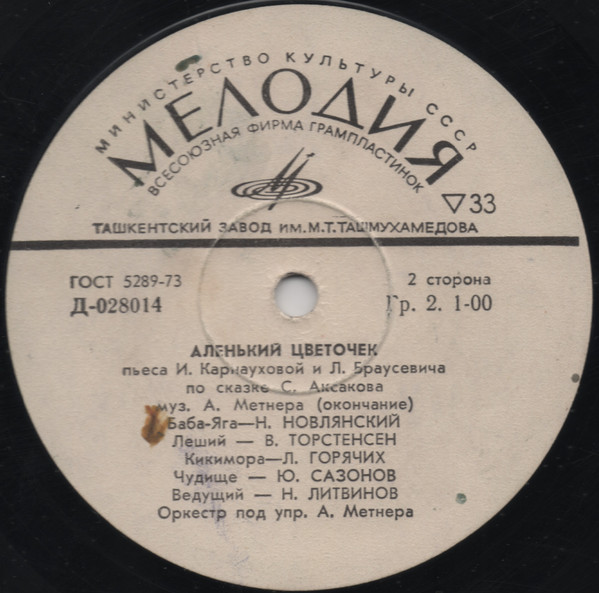 МИНИСТЕРСТВО КУЛЬТУРЫ СССР
МЕЛОДИЯ
ВСЕСОЮЗНАЯ ФИРМА ГРАМПЛАСТИНОК
33
ТАШКЕНТСКИЙ ЗАВОД ИМ. М.Т. ТАШМУХАМЕДОВА
ГОСТ 5289-73
Д-028014
2 сторона
Гр. 2. 1-00
АЛЕНЬКИЙ ЦВЕТОЧЕК
пьеса И. Карнауховой и Л. Браусевича
по сказке С. Аксакова
муз. А. Метнера (окончание)
Баба-Яга—Н. НОВЛЯНСКИЙ
Леший — В. ТОРСТЕНСЕН
Кикимора—Л. ГОРЯЧИХ
Чудище — Ю. САЗОНОВ
Ведущий — Н. ЛИТВИНОВ
Оркестр под упр. А. Метнера